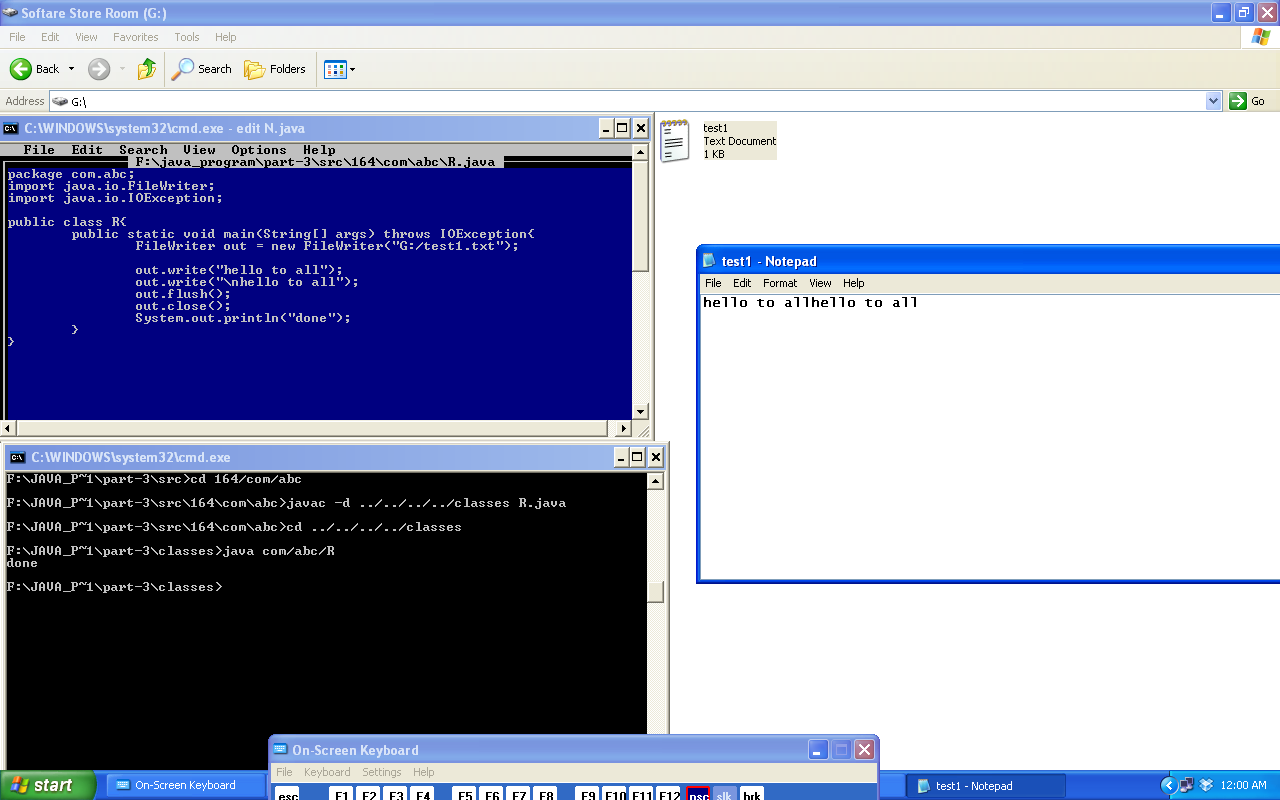 Softare Store Room (G:)
File Edit View Favorites Tools Help
Back Search Folders
Address G:\ Go
C:\WINDOWS\system32\cmd.exe - edit N.java
File Edit Search View Options Help
F:\java_program\part-3\src\164\com\abc\R.java
package com.abc;
import java.io.FileWriter;
import java.io.IOException;
public class R{
public static void main(String[] args) throws IOException{
FileWriter out = new FileWriter("G:/test1.txt");
out.write("hello to all");
out.write("\nhello to all");
out.flush();
out.close();
System.out.println("done");
}
}
test1
Text Document
1 KB
test1 - Notepad
File Edit Format View Help
hello to allhello to all
C:\WINDOWS\system32\cmd.exe
F:\JAVA_P~1\part-3\src>cd 164/com/abc
F:\JAVA_P~1\part-3\src\164\com\abc>javac -d ../../../../classes R.java
F:\JAVA_P~1\part-3\src\164\com\abc>cd ../../../../classes
F:\JAVA_P~1\part-3\classes>java com/abc/R
done
F:\JAVA_P~1\part-3\classes>
On-Screen Keyboard
File Keyboard Settings Help
esc F1 F2 F3 F4 F5 F6 F7 F8 F9 F10 F11 F12 psc slk brk
start On-Screen Keyboard test1 - Notepad 12:00 AM